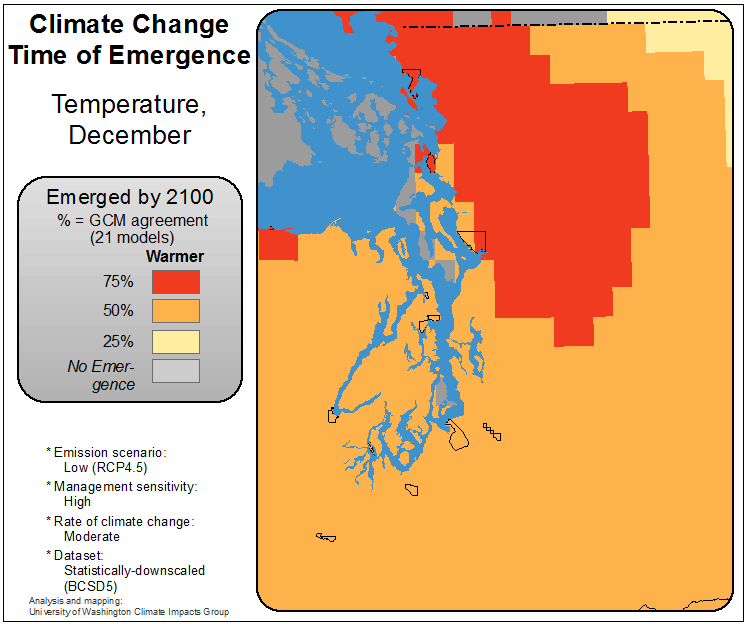 Climate Change
Time of Emergence
Temperature,
December
Emerged by 2100
% = GCM agreement
(21 models)
Warmer
75%
50%
25%
No Emer-
gence
* Emission scenario:
Low (RCP4.5)
* Management sensitivity:
High
* Rate of climate change:
Moderate
* Dataset:
Statistically-downscaled
(BCSD5)
Analysis and mapping:
University of Washington Climate Impacts Group